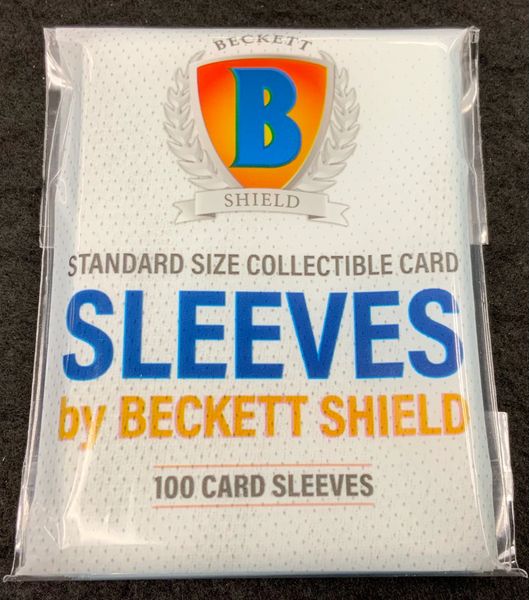 BECKETT
B
SHIELD
STANDARD SIZE COLLECTIBLE CARD
SLEEVES
by BECKETT SHIELD
100 CARD SLEEVES